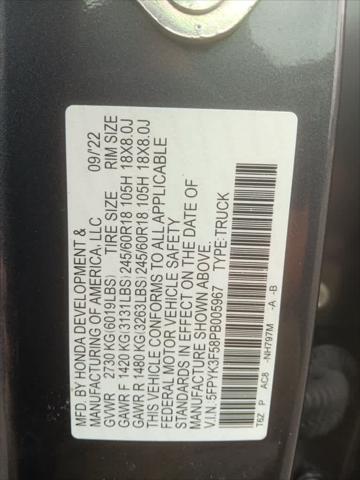 MFD. BY HONDA DEVELOPMENT &
MANUFACTURING OF AMERICA, LLC 09/22
GVWR 2730 KG(6019LBS) TIRE SIZE RIM SIZE
GAWR F 1420 KG(3131LBS) 245/60R18 105H 18X8.0J
GAWR R 1480 KG(3263LBS) 245/60R18 105H 18X8.0J
THIS VEHICLE CONFORMS TO ALL APPLICABLE
FEDERAL MOTOR VEHICLE SAFETY
STANDARDS IN EFFECT ON THE DATE OF
MANUFACTURE SHOWN ABOVE.
V.I.N. 5FPYK3F58PB005967 TYPE:TRUCK
T6Z P AC8 -NH797M -A -B